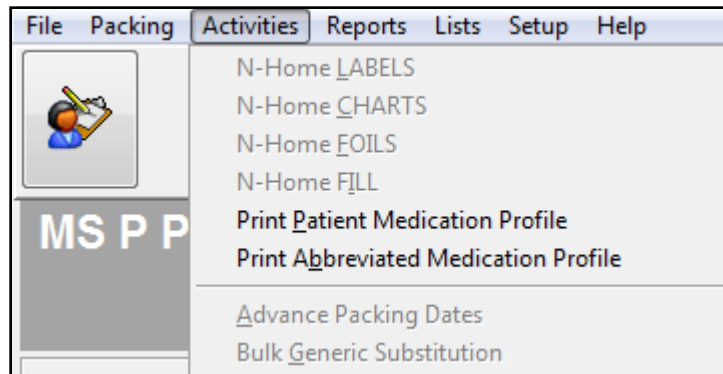 File Packing Activities Reports Lists Setup Help
N-Home LABELS
N-Home CHARTS
N-Home FOILS
N-Home FILL
Print Patient Medication Profile
Print Abbreviated Medication Profile
MS P P
Advance Packing Dates
Bulk Generic Substitution